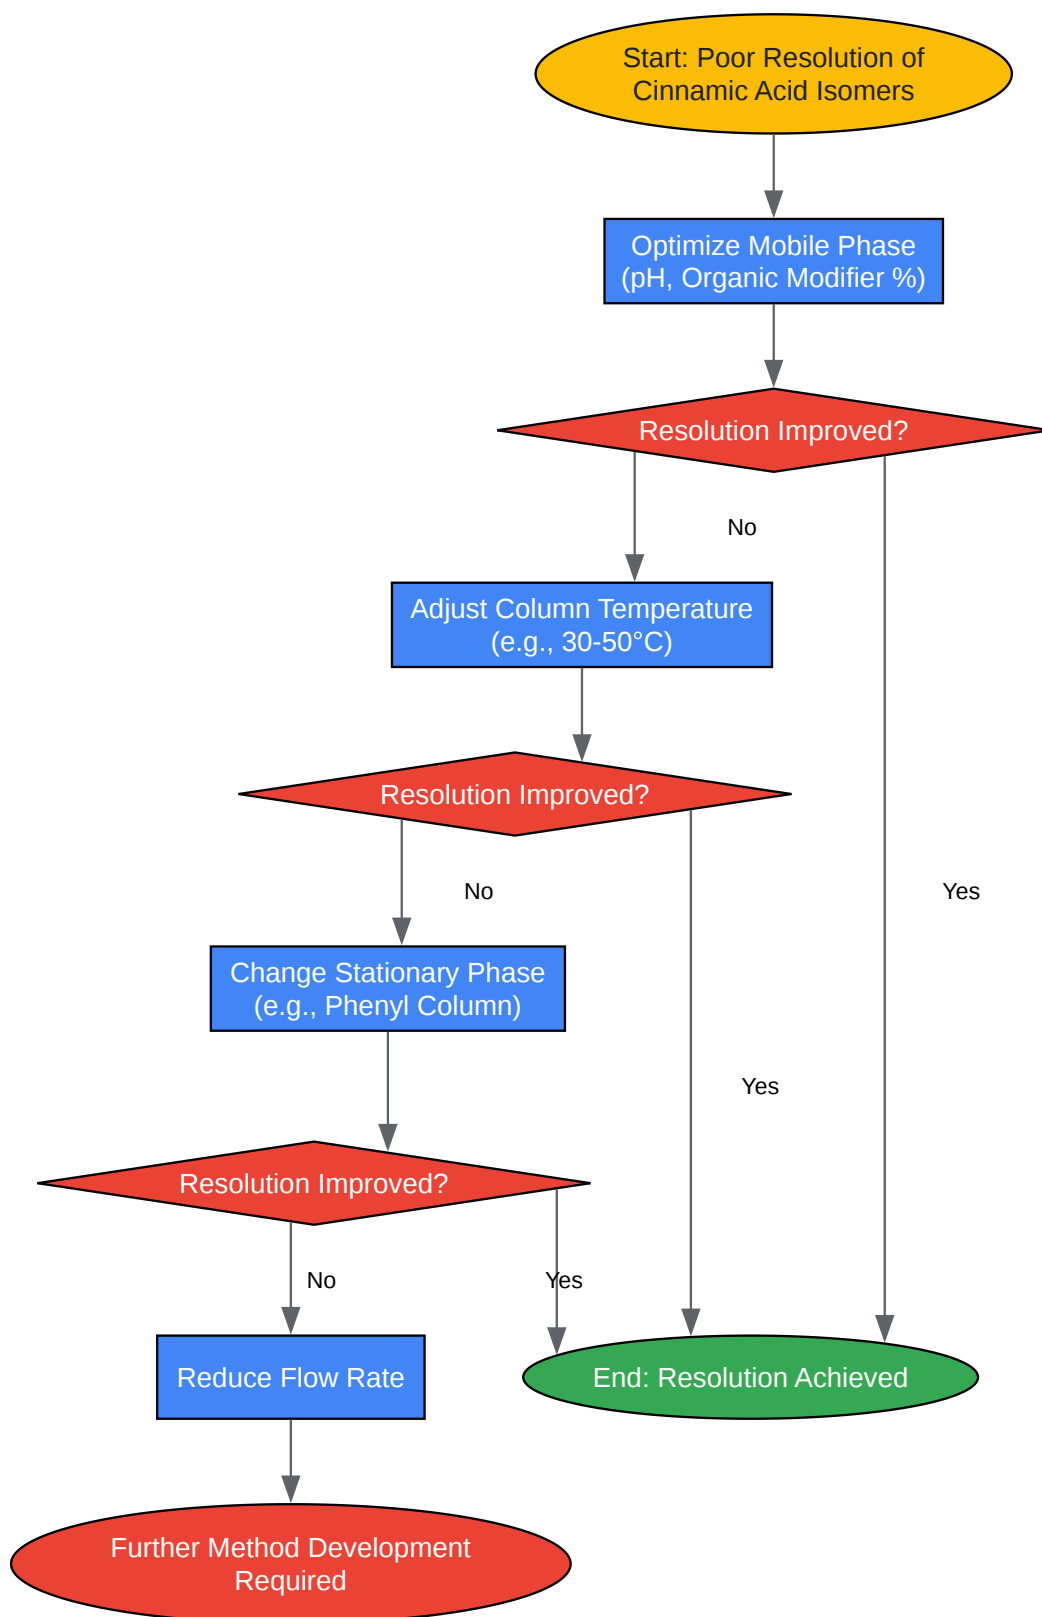 Start: Poor Resolution of
Cinnamic Acid Isomers
Optimize Mobile Phase
(pH, Organic Modifier %)
Resolution Improved?
No
Adjust Column Temperature
(e.g., 30-50°C)
Resolution Improved?
No
Yes
Change Stationary Phase
(e.g., Phenyl Column)
Yes
Resolution Improved?
No
Yes
Reduce Flow Rate
End: Resolution Achieved
Further Method Development
Required